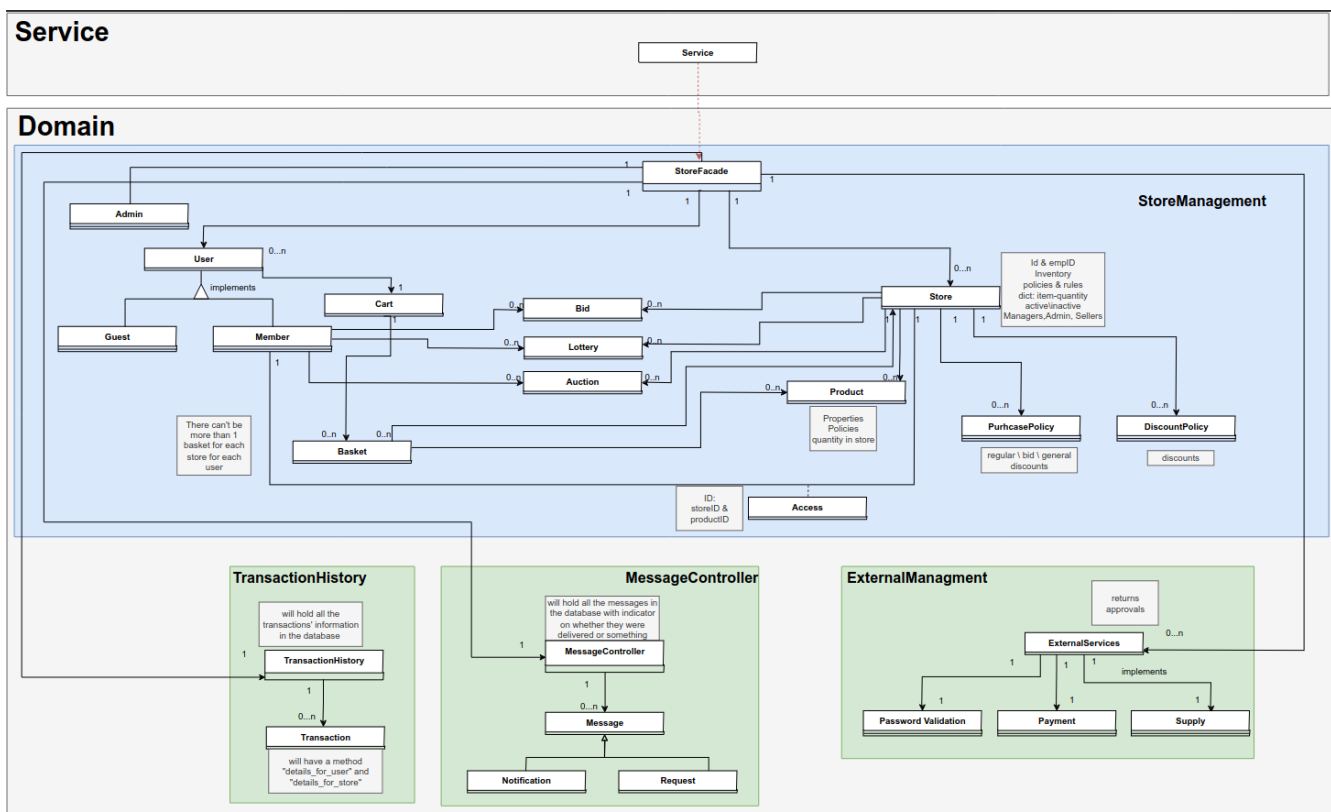 Service
Service
Domain
StoreFacade
StoreManagement
1
1
1
1
1
Admin
User
0...n
implements
Guest
Member
1
Cart
1
1
Bid
0..n
0..n
Lottery
0..n
0..n
Auction
0..n
0..n
Store
0...n
1
1
1
1
Id & empID
Inventory
policies & rules
dict: item-quantity
active\inactive
Managers,Admin, Sellers
Product
0..n
0..n
Properties
Policies
quantity in store
0...n
PurhcasePolicy
regular \ bid \ general
discounts
0...n
DiscountPolicy
discounts
There can't be
more than 1
basket for each
store for each
user
0..n
0..n
Basket
ID:
storeID &
productID
Access
TransactionHistory
will hold all the
transactions' information
in the database
1
TransactionHistory
1
0...n
Transaction
will have a method
"details_for_user" and
"details_for_store"
MessageController
will hold all the messages in
the database with indicator
on whether they were
delivered or something
1
MessageController
1
0...n
Message
Notification
Request
ExternalManagment
returns
approvals
0...n
ExternalServices
1
1
1
implements
1
1
1
Password Validation
Payment
Supply